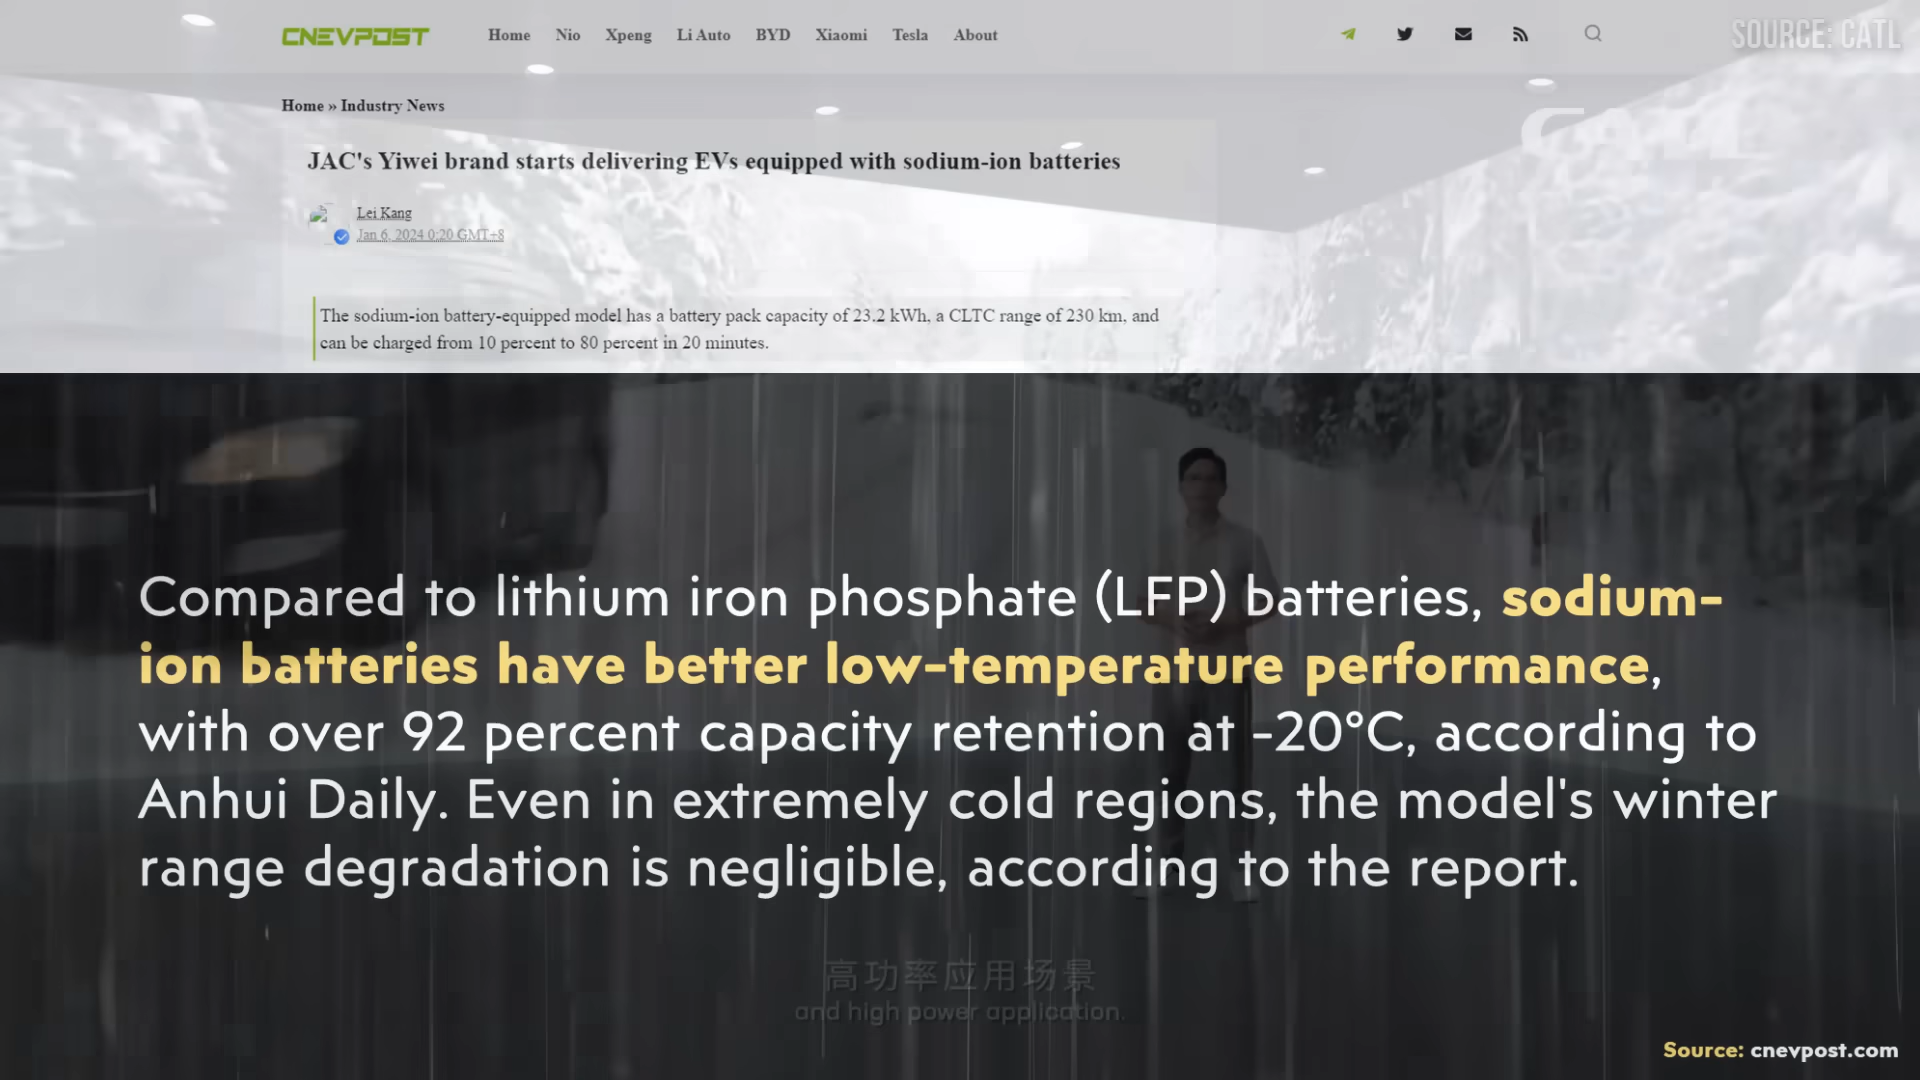 CNEVPOST
Home Nio Xpeng Li Auto BYD Xiaomi Tesla About
SOURCE: CATL
CATL
Home » Industry News
JAC's Yiwei brand starts delivering EVs equipped with sodium-ion batteries
Lei Kang
Jan 6, 2024 0:20 GMT+8
The sodium-ion battery-equipped model has a battery pack capacity of 23.2 kWh, a CLTC range of 230 km, and
can be charged from 10 percent to 80 percent in 20 minutes.
Compared to lithium iron phosphate (LFP) batteries, sodium-
ion batteries have better low-temperature performance,
with over 92 percent capacity retention at -20°C, according to
Anhui Daily. Even in extremely cold regions, the model's winter
range degradation is negligible, according to the report.
高功率应用场景
and high power application.
Source: cnevpost.com